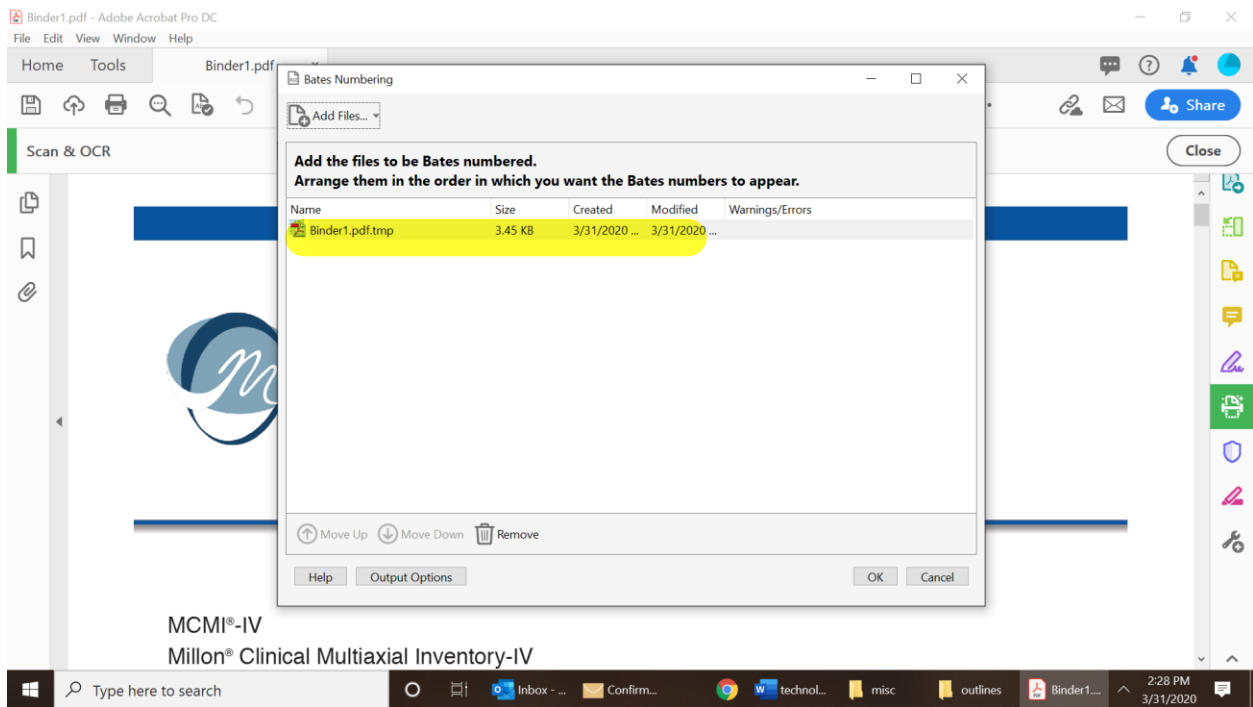 Binder1.pdf - Adobe Acrobat Pro DC
File Edit View Window Help
Home Tools Binder1.pdf
Share
Scan & OCR
Close
Bates Numbering
Add Files...
Add the files to be Bates numbered.
Arrange them in the order in which you want the Bates numbers to appear.
Name Size Created Modified Warnings/Errors
Binder1.pdf.tmp 3.45 KB 3/31/2020 ... 3/31/2020 ...
Move Up Move Down Remove
Help Output Options OK Cancel
MCMI®-IV
Millon® Clinical Multiaxial Inventory-IV
Type here to search Inbox - ... Confirm... technol... misc outlines Binder1.... 2:28 PM
3/31/2020